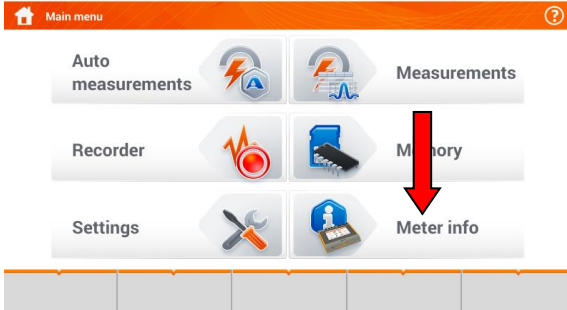 Main menu
?
Auto
measurements
A
Measurements
Recorder
Memory
Settings
i
Meter info